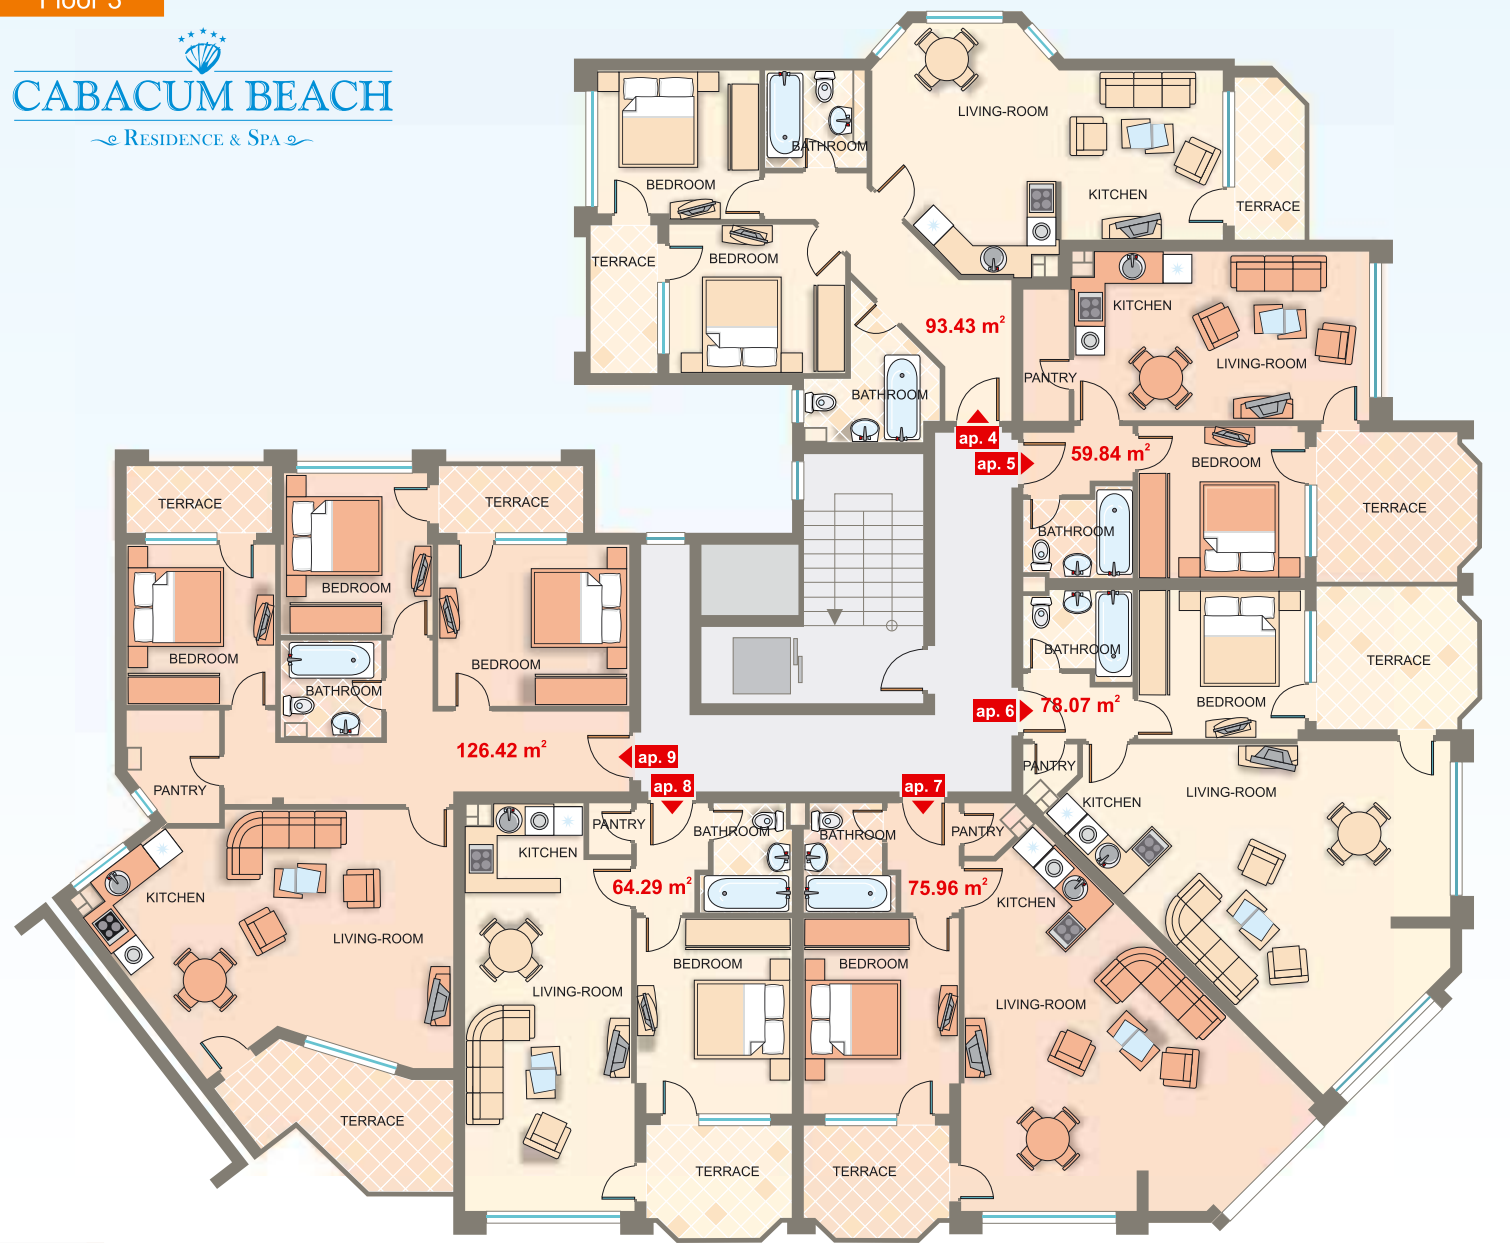 Floor 3
CABACUM BEACH
RESIDENCE & SPA
LIVING-ROOM
BATHROOM
BEDROOM
KITCHEN
TERRACE
TERRACE
BEDROOM
KITCHEN
93.43 m²
LIVING-ROOM
PANTRY
BATHROOM
ap. 4
ap. 5
59.84 m²
BEDROOM
TERRACE
TERRACE
TERRACE
BATHROOM
BEDROOM
BATHROOM
BEDROOM
BEDROOM
TERRACE
BATHROOM
BEDROOM
ap. 6
78.07 m²
126.42 m²
ap. 9
PANTRY
ap. 8
ap. 7
PANTRY
LIVING-ROOM
KITCHEN
PANTRY
BATHROOM
BATHROOM
PANTRY
KITCHEN
64.29 m²
75.96 m²
KITCHEN
KITCHEN
LIVING-ROOM
BEDROOM
BEDROOM
LIVING-ROOM
LIVING-ROOM
LIVING-ROOM
TERRACE
TERRACE
TERRACE